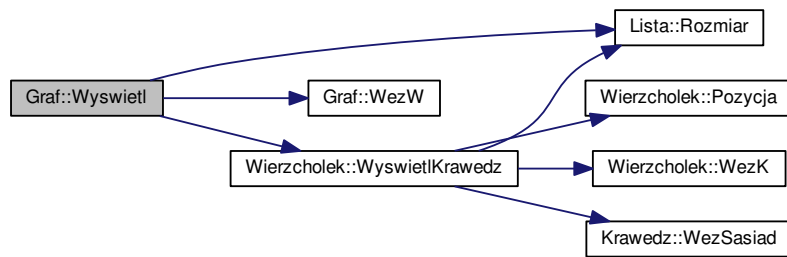 Lista::Rozmiar
Graf::Wyswietl
Graf::WezW
Wierzcholek::Pozycja
Wierzcholek::WyswietlKrawedz
Wierzcholek::WezK
Krawedz::WezSasiad